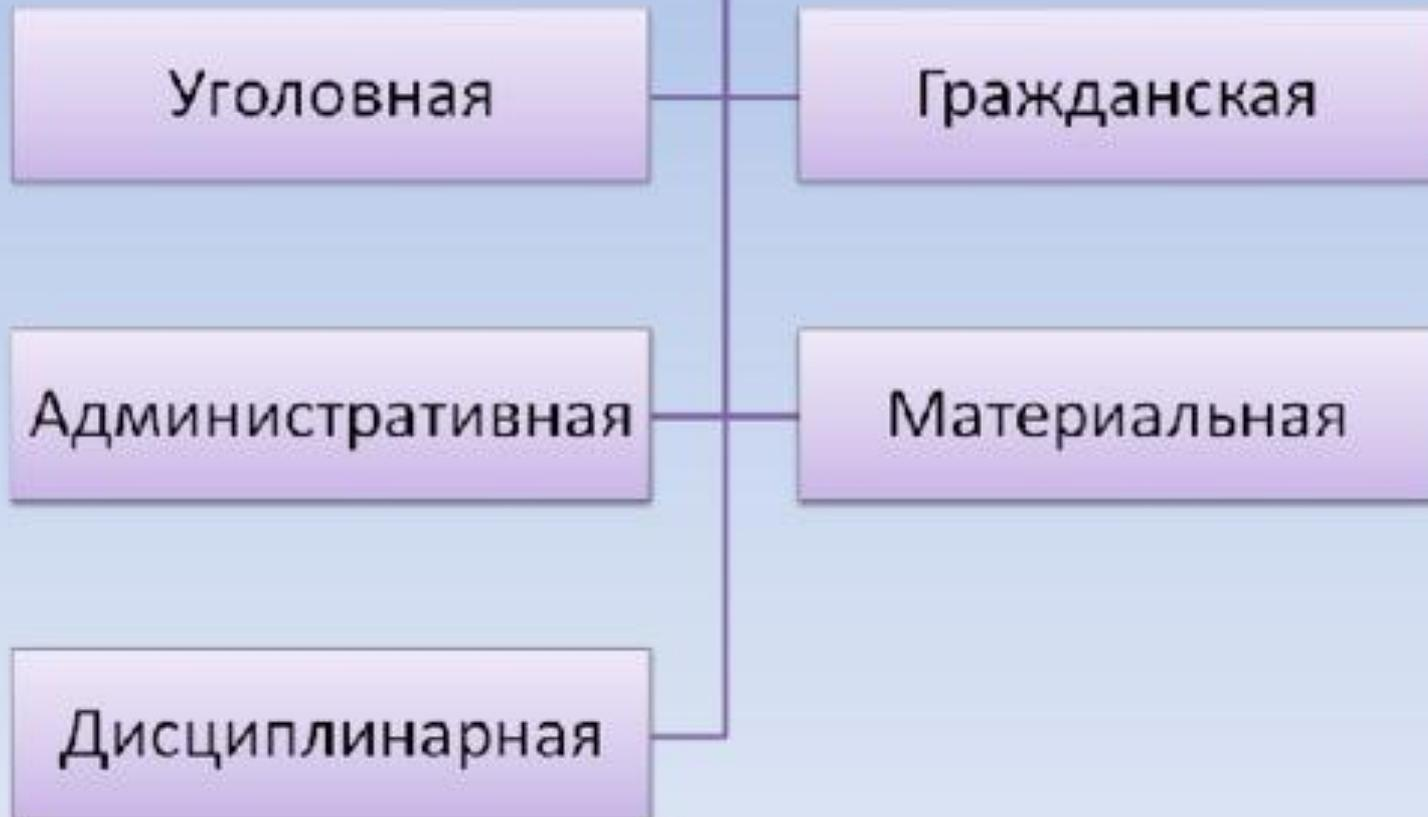 Уголовная
Гражданская
Административная
Материальная
Дисциплинарная